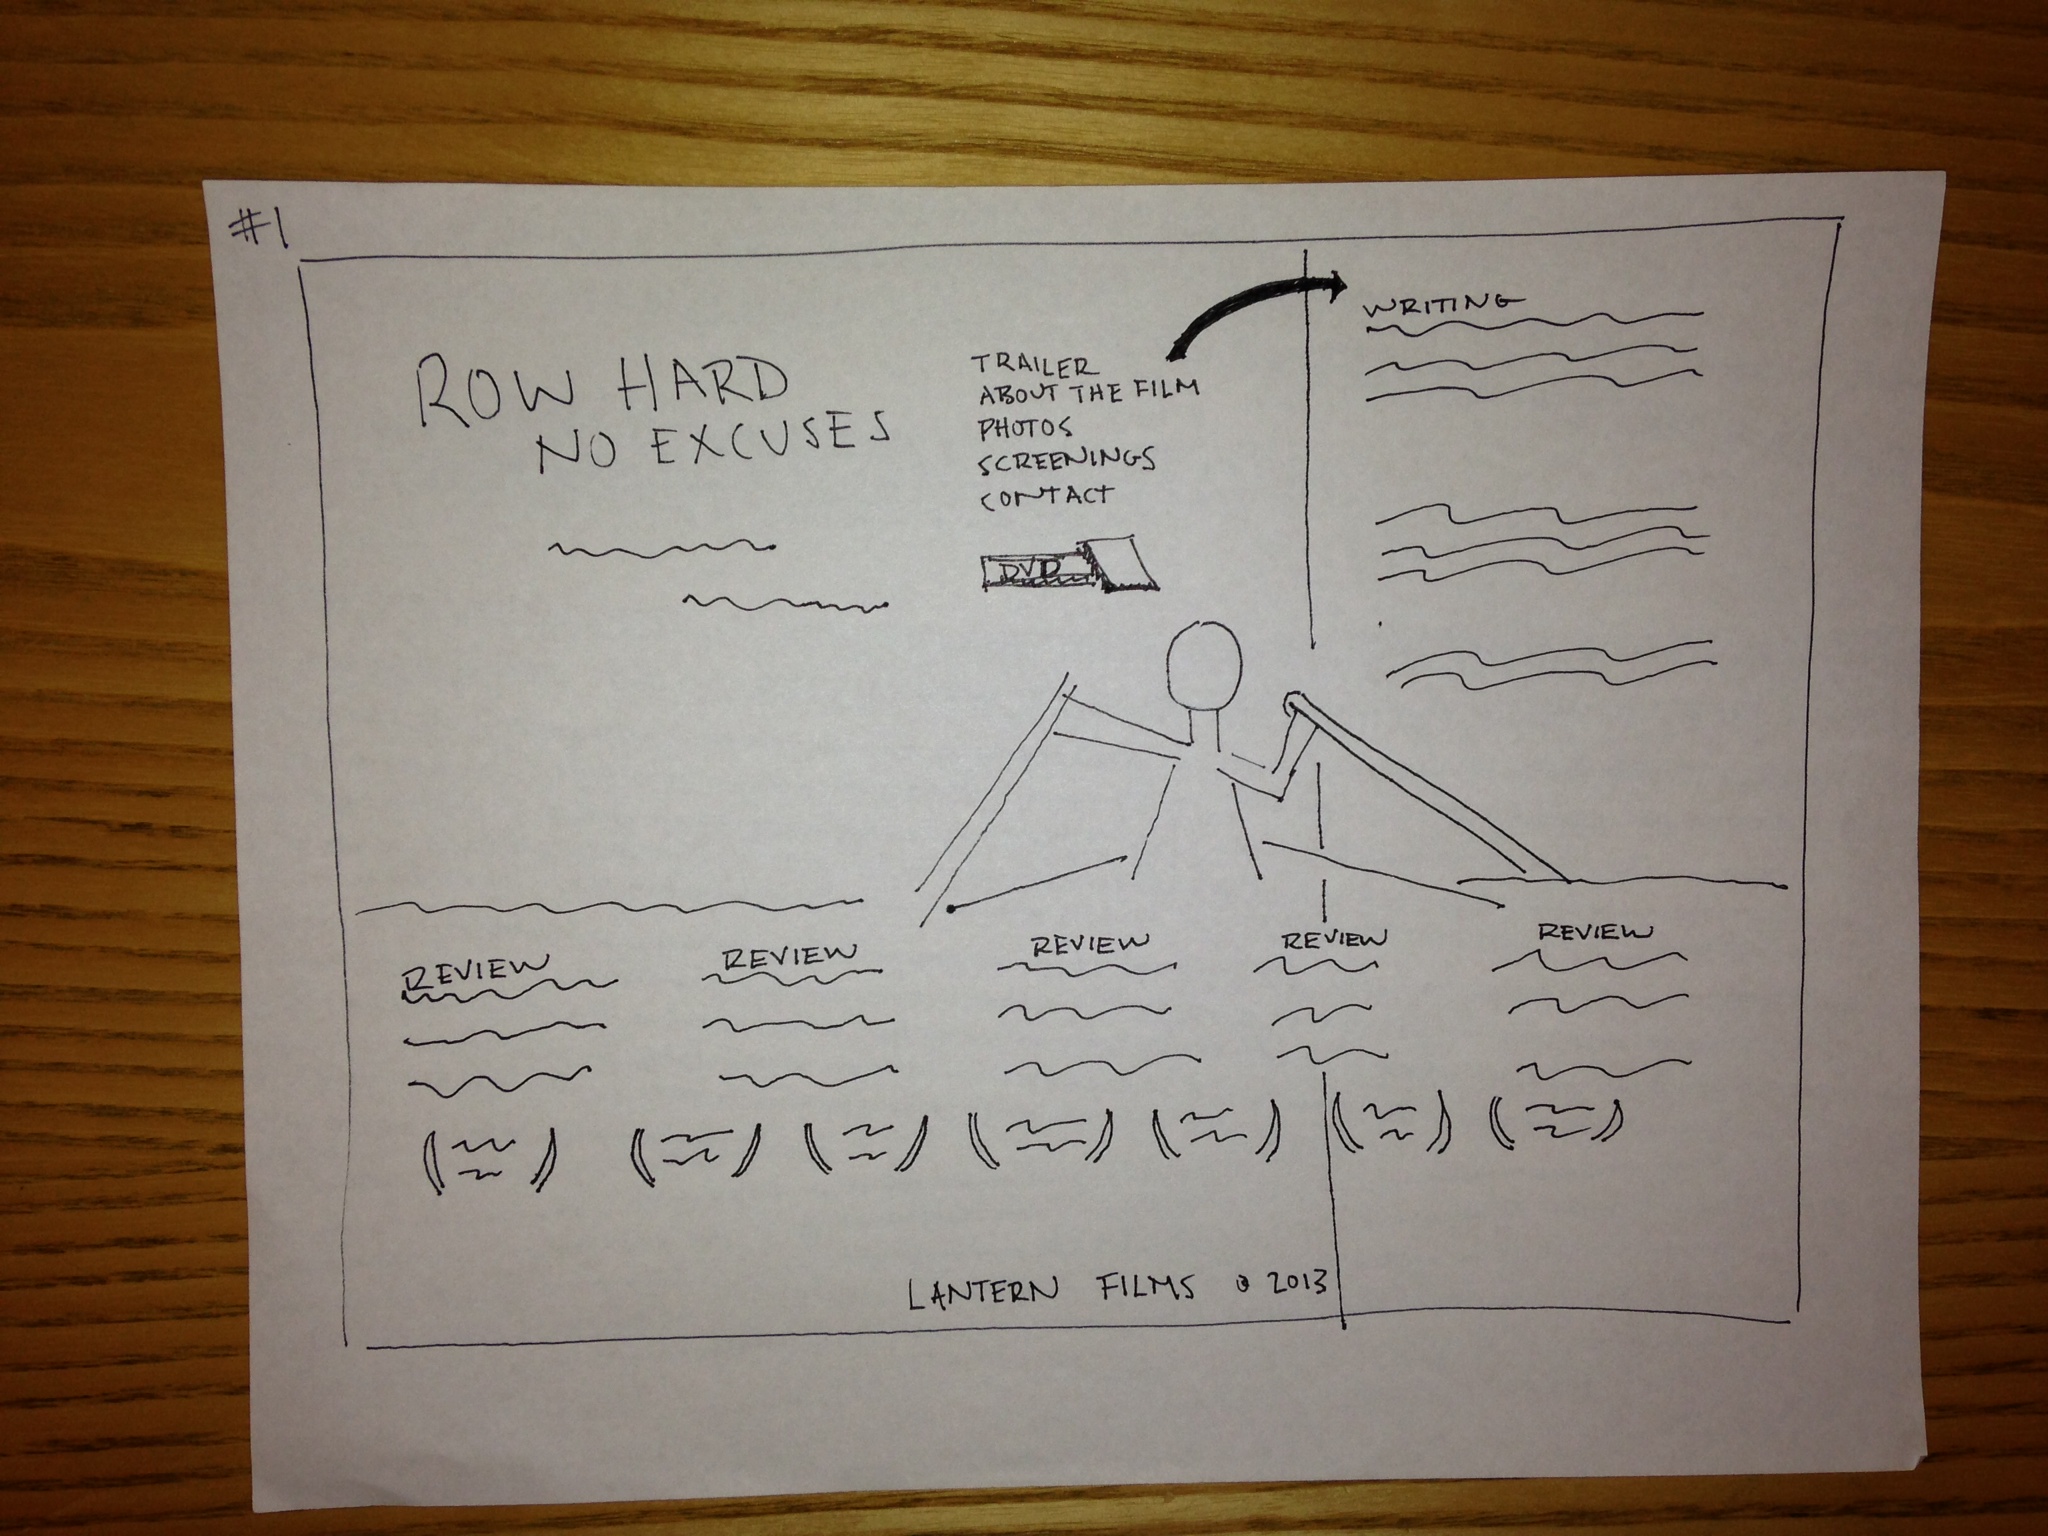 #1
ROW HARD
NO EXCUSES
TRAILER
ABOUT THE FILM
PHOTOS
SCREENINGS
CONTACT
DVD
WRITING
REVIEW
REVIEW
REVIEW
REVIEW
REVIEW
LANTERN FILMS © 2013